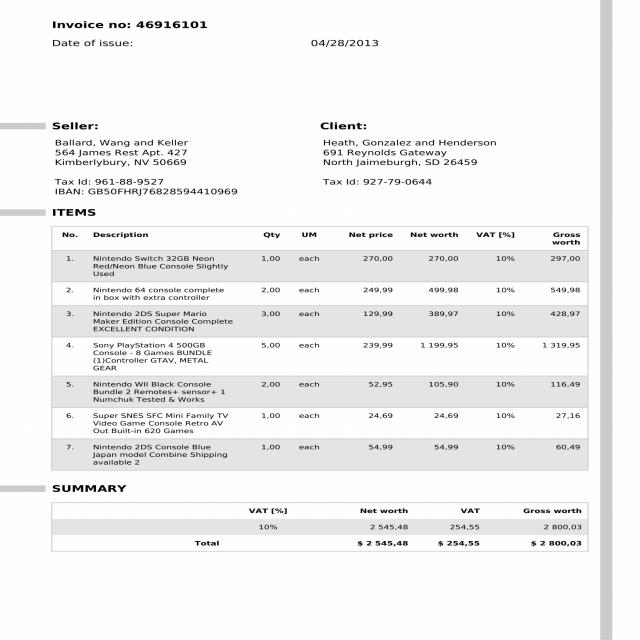 Invoice no: 46916101
Date of issue: 04/28/2013
Seller: Client:
Ballard, Wang and Keller Heath, Gonzalez and Henderson
564 James Rest Apt. 427 691 Reynolds Gateway
Kimberlybury, NV 50669 North Jaimeburgh, SD 26459
Tax Id: 961-88-9527 Tax Id: 927-79-0644
IBAN: GB50FHRJ76828594410969
ITEMS
No. Description Qty UM Net price Net worth VAT [%] Gross
worth
1. Nintendo Switch 32GB Neon 1,00 each 270,00 270,00 10% 297,00
Red/Neon Blue Console Slightly
Used
2. Nintendo 64 console complete 2,00 each 249,99 499,98 10% 549,98
in box with extra controller
3. Nintendo 2DS Super Mario 3,00 each 129,99 389,97 10% 428,97
Maker Edition Console Complete
EXCELLENT CONDITION
4. Sony PlayStation 4 500GB 5,00 each 239,99 1 199,95 10% 1 319,95
Console - 8 Games BUNDLE
(1)Controller GTAV, METAL
GEAR
5. Nintendo WII Black Console 2,00 each 52,95 105,90 10% 116,49
Bundle 2 Remotes+ sensor+ 1
Numchuk Tested & Works
6. Super SNES SFC Mini Family TV 1,00 each 24,69 24,69 10% 27,16
Video Game Console Retro AV
Out Built-in 620 Games
7. Nintendo 2DS Console Blue 1,00 each 54,99 54,99 10% 60,49
Japan model Combine Shipping
available 2
SUMMARY
VAT [%] Net worth VAT Gross worth
10% 2 545,48 254,55 2 800,03
Total $ 2 545,48 $ 254,55 $ 2 800,03